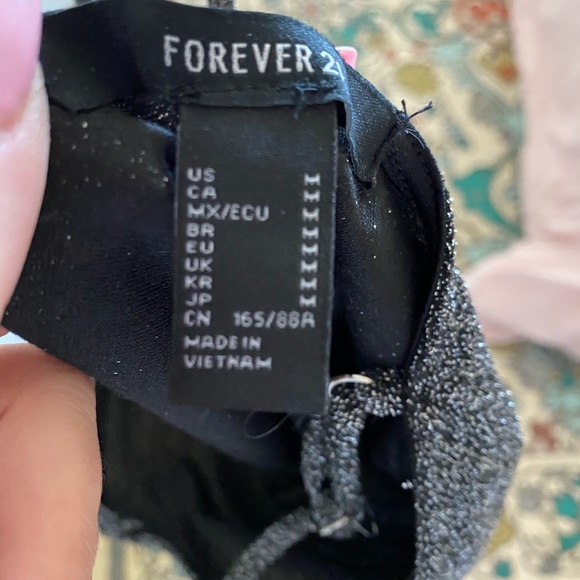 FOREVER 21
US M
CA M
MX/ECU M
BR M
EU M
UK M
KR M
JP M
CN 165/88A
MADE IN
VIETNAM